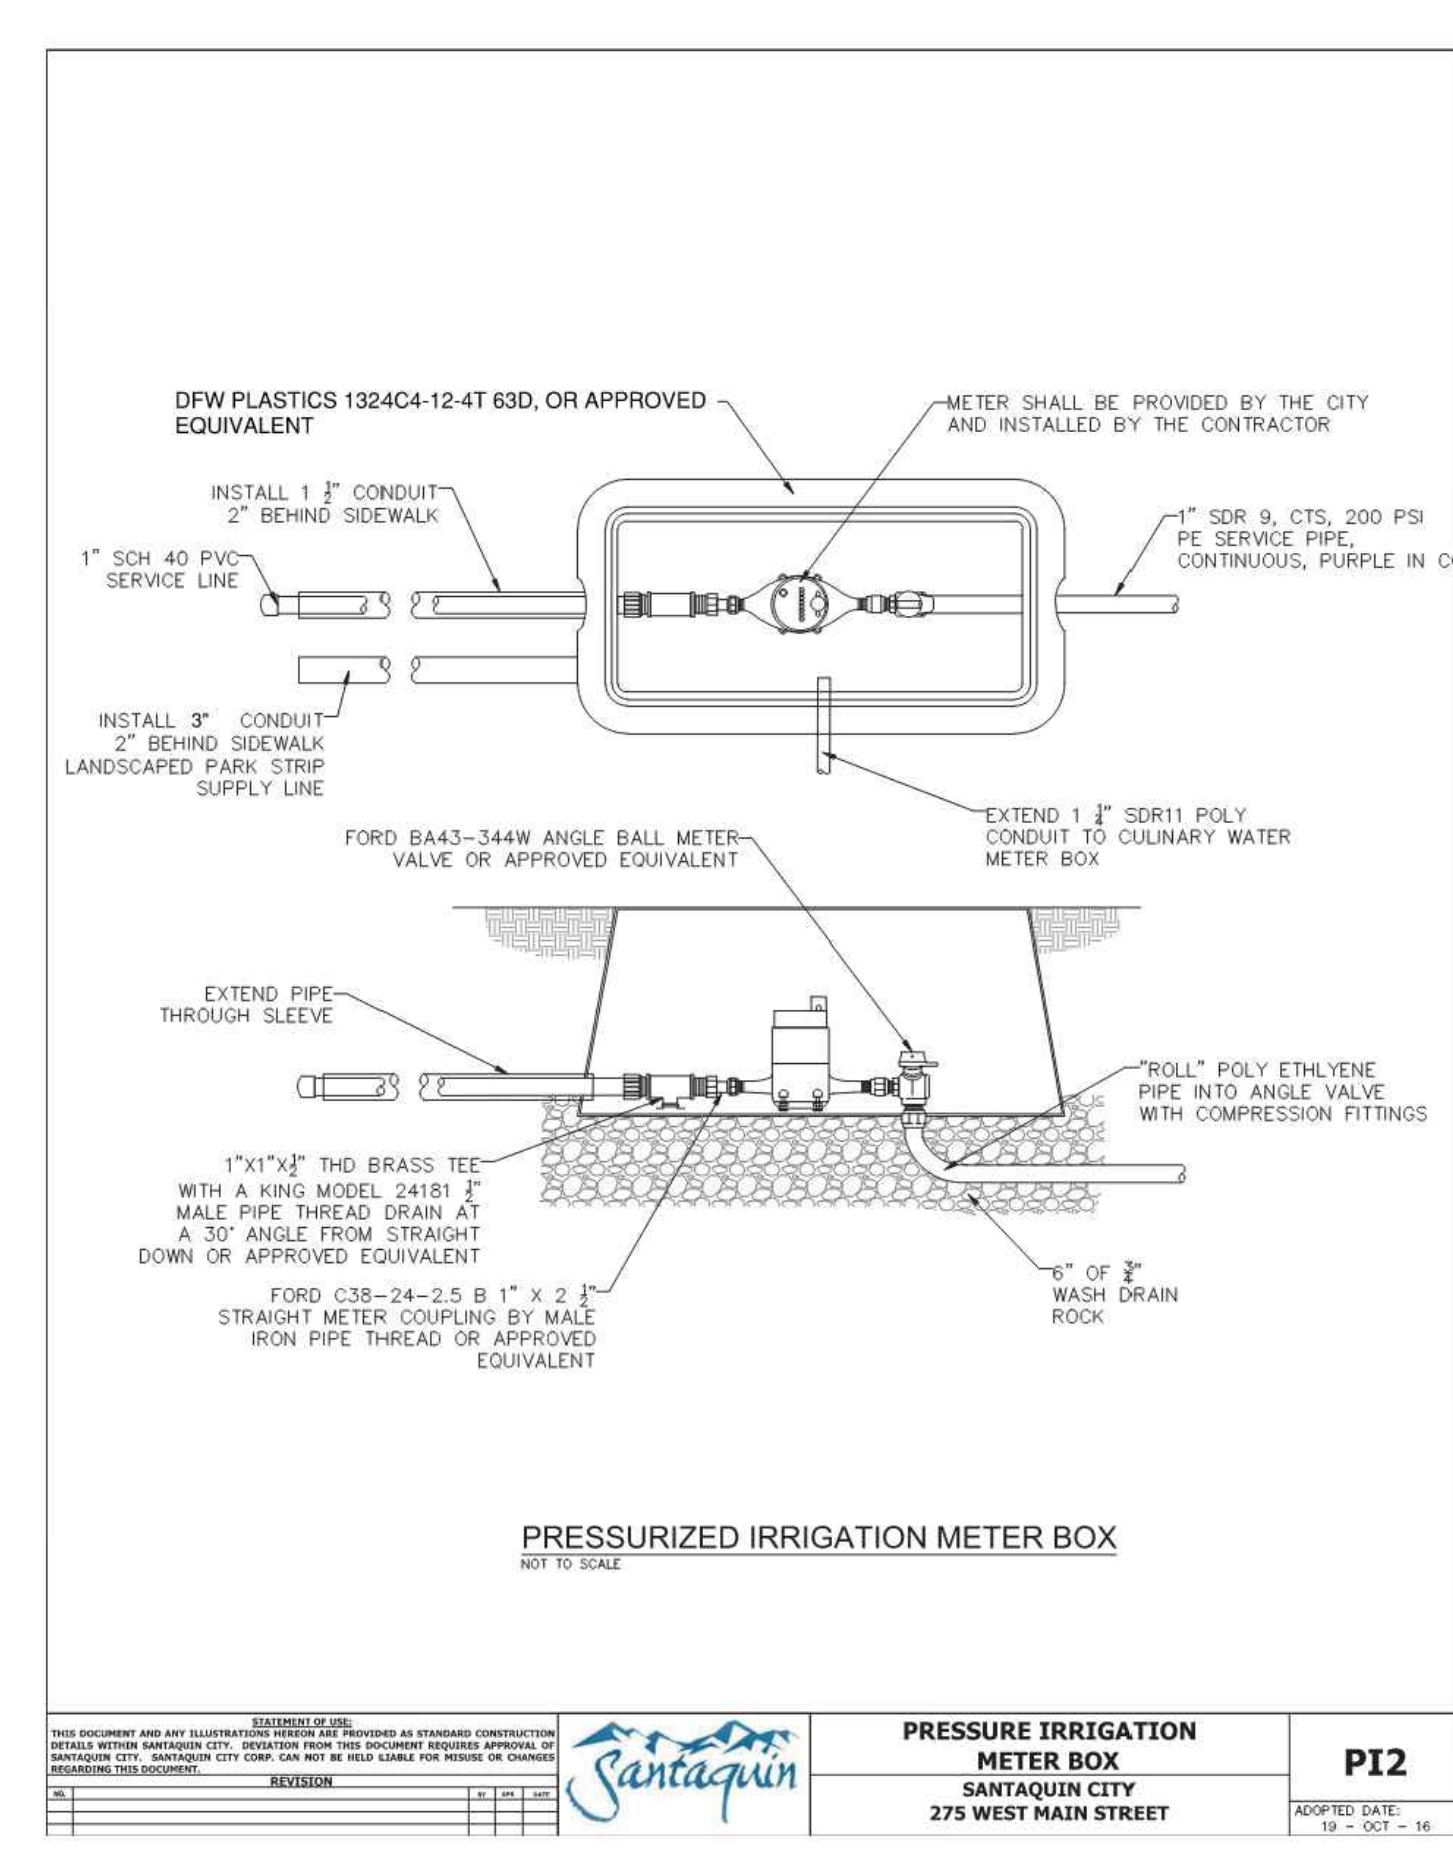 DFW PLASTICS 1324C4-12-4T 63D, OR APPROVED
EQUIVALENT
METER SHALL BE PROVIDED BY THE CITY
AND INSTALLED BY THE CONTRACTOR
INSTALL 1 1/2" CONDUIT
2" BEHIND SIDEWALK
1" SCH 40 PVC
SERVICE LINE
1" SDR 9, CTS, 200 PSI
PE SERVICE PIPE,
CONTINUOUS, PURPLE IN
INSTALL 3" CONDUIT
2" BEHIND SIDEWALK
LANDSCAPED PARK STRIP
SUPPLY LINE
EXTEND 1 1/4" SDR11 POLY
CONDUIT TO CULINARY WATER
METER BOX
FORD BA43-344W ANGLE BALL METER
VALVE OR APPROVED EQUIVALENT
EXTEND PIPE
THROUGH SLEEVE
"ROLL" POLY ETHLYENE
PIPE INTO ANGLE VALVE
WITH COMPRESSION FITTINGS
1"X1"X1/2" THD BRASS TEE
WITH A KING MODEL 24181 1/2"
MALE PIPE THREAD DRAIN AT
A 30° ANGLE FROM STRAIGHT
DOWN OR APPROVED EQUIVALENT
FORD C38-24-2.5 B 1" X 2 1/2"
STRAIGHT METER COUPLING BY MALE
IRON PIPE THREAD OR APPROVED
EQUIVALENT
6" OF 3/4"
WASH DRAIN
ROCK
PRESSURIZED IRRIGATION METER BOX
NOT TO SCALE
STATEMENT OF USE:
THIS DOCUMENT AND ANY ILLUSTRATIONS HEREON ARE PROVIDED AS STANDARD CONSTRUCTION
DETAILS WITHIN SANTAQUIN CITY. DEVIATION FROM THIS DOCUMENT REQUIRES APPROVAL OF
SANTAQUIN CITY. SANTAQUIN CITY CORP. CAN NOT BE HELD LIABLE FOR MISUSE OR CHANGES
REGARDING THIS DOCUMENT.
REVISION
NO. BY APR DATE
Santaquin
PRESSURE IRRIGATION
METER BOX
SANTAQUIN CITY
275 WEST MAIN STREET
PI2
ADOPTED DATE:
19 - OCT - 16